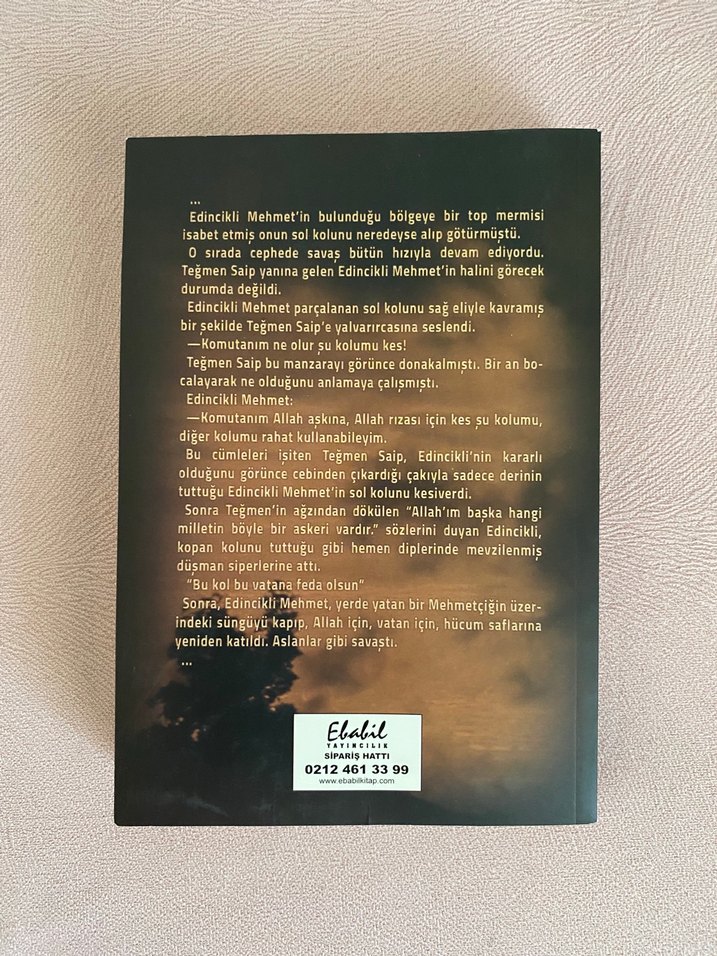 ...
Edincikli Mehmet'in bulunduğu bölgeye bir top mermisi
isabet etmiş onun sol kolunu neredeyse alıp götürmüştü.
O sırada cephede savaş bütün hızıyla devam ediyordu.
Teğmen Saip yanına gelen Edincikli Mehmet'in halini görecek
durumda değildi.
Edincikli Mehmet parçalanan sol kolunu sağ eliyle kavramış
bir şekilde Teğmen Saip'e yalvarırcasına seslendi.
—Komutanım ne olur şu kolumu kes!
Teğmen Saip bu manzarayı görünce donakalmıştı. Bir an bo-
calayarak ne olduğunu anlamaya çalışmıştı.
Edincikli Mehmet:
—Komutanım Allah aşkına, Allah rızası için kes şu kolumu,
diğer kolumu rahat kullanabileyim.
Bu cümleleri işiten Teğmen Saip, Edincikli'nin kararlı
olduğunu görünce cebinden çıkardığı çakıyla sadece derinin
tuttuğu Edincikli Mehmet'in sol kolunu kesiverdi.
Sonra Teğmen'in ağzından dökülen "Allah'ım başka hangi
milletin böyle bir askeri vardır." sözlerini duyan Edincikli,
kopan kolunu tuttuğu gibi hemen diplerinde mevzilenmiş
düşman siperlerine attı.
"Bu kol bu vatana feda olsun"
Sonra, Edincikli Mehmet, yerde yatan bir Mehmetçiğin üzer-
indeki süngüyü kapıp, Allah için, vatan için, hücum saflarına
yeniden katıldı. Aslanlar gibi savaştı.
...
Ebabil
YAYINCILIK
SİPARİŞ HATTI
0212 461 33 99
www.ebabilkitap.com